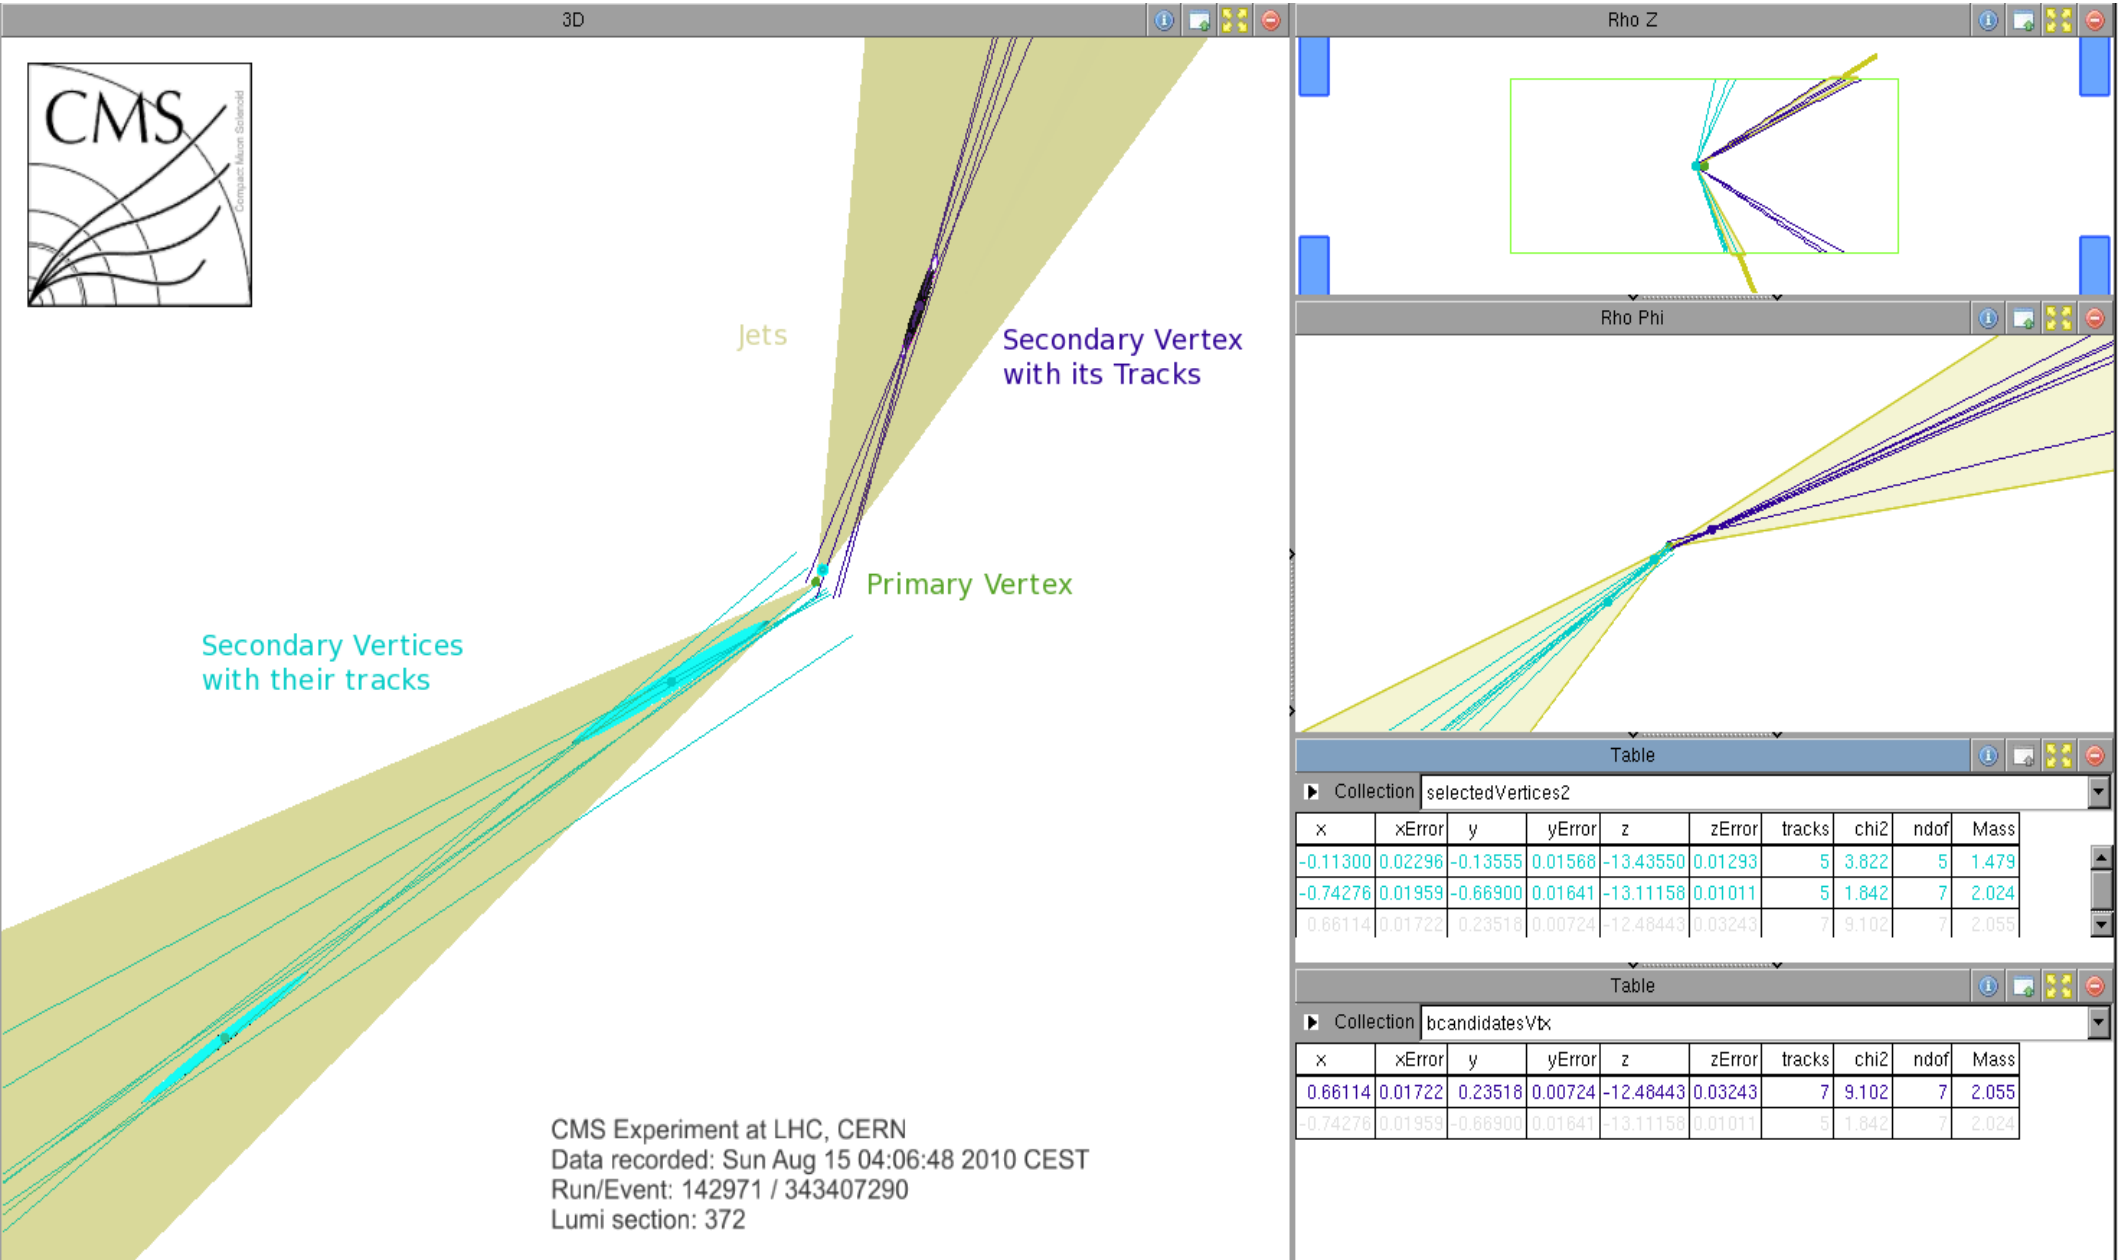 3D
CMS
Compact Muon Solenoid
Jets
Secondary Vertex
with its Tracks
Primary Vertex
Secondary Vertices
with their tracks
CMS Experiment at LHC, CERN
Data recorded: Sun Aug 15 04:06:48 2010 CEST
Run/Event: 142971 / 343407290
Lumi section: 372
Rho Z
Rho Phi
Table
Collection selectedVertices2
x xError y yError z zError tracks chi2 ndof Mass
-0.11300 0.02296 -0.13555 0.01568 -13.43550 0.01293 5 3.822 5 1.479
-0.74276 0.01959 -0.66900 0.01641 -13.11158 0.01011 5 1.842 7 2.024
0.66114 0.01722 0.23518 0.00724 -12.48443 0.03243 7 9.102 7 2.055
Table
Collection bcandidatesVtx
x xError y yError z zError tracks chi2 ndof Mass
0.66114 0.01722 0.23518 0.00724 -12.48443 0.03243 7 9.102 7 2.055
-0.74276 0.01959 -0.66900 0.01641 -13.11158 0.01011 5 1.842 7 2.024